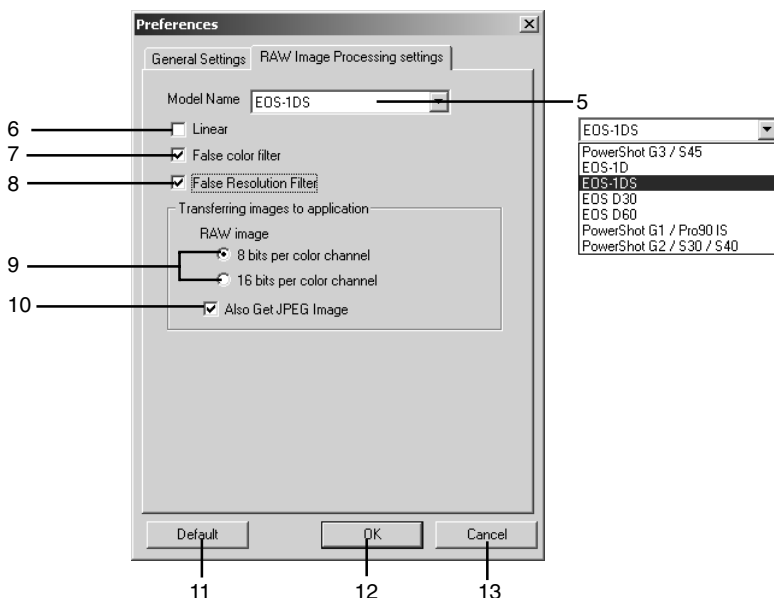 Preferences
General Settings RAW Image Processing settings
Model Name EOS-1DS
5
6
Linear
7
False color filter
8
False Resolution Filter
Transferring images to application
RAW image
9
8 bits per color channel
16 bits per color channel
10
Also Get JPEG Image
EOS-1DS
PowerShot G3 / S45
EOS-1D
EOS-1DS
EOS D30
EOS D60
PowerShot G1 / Pro90 IS
PowerShot G2 / S30 / S40
Default OK Cancel
11 12 13